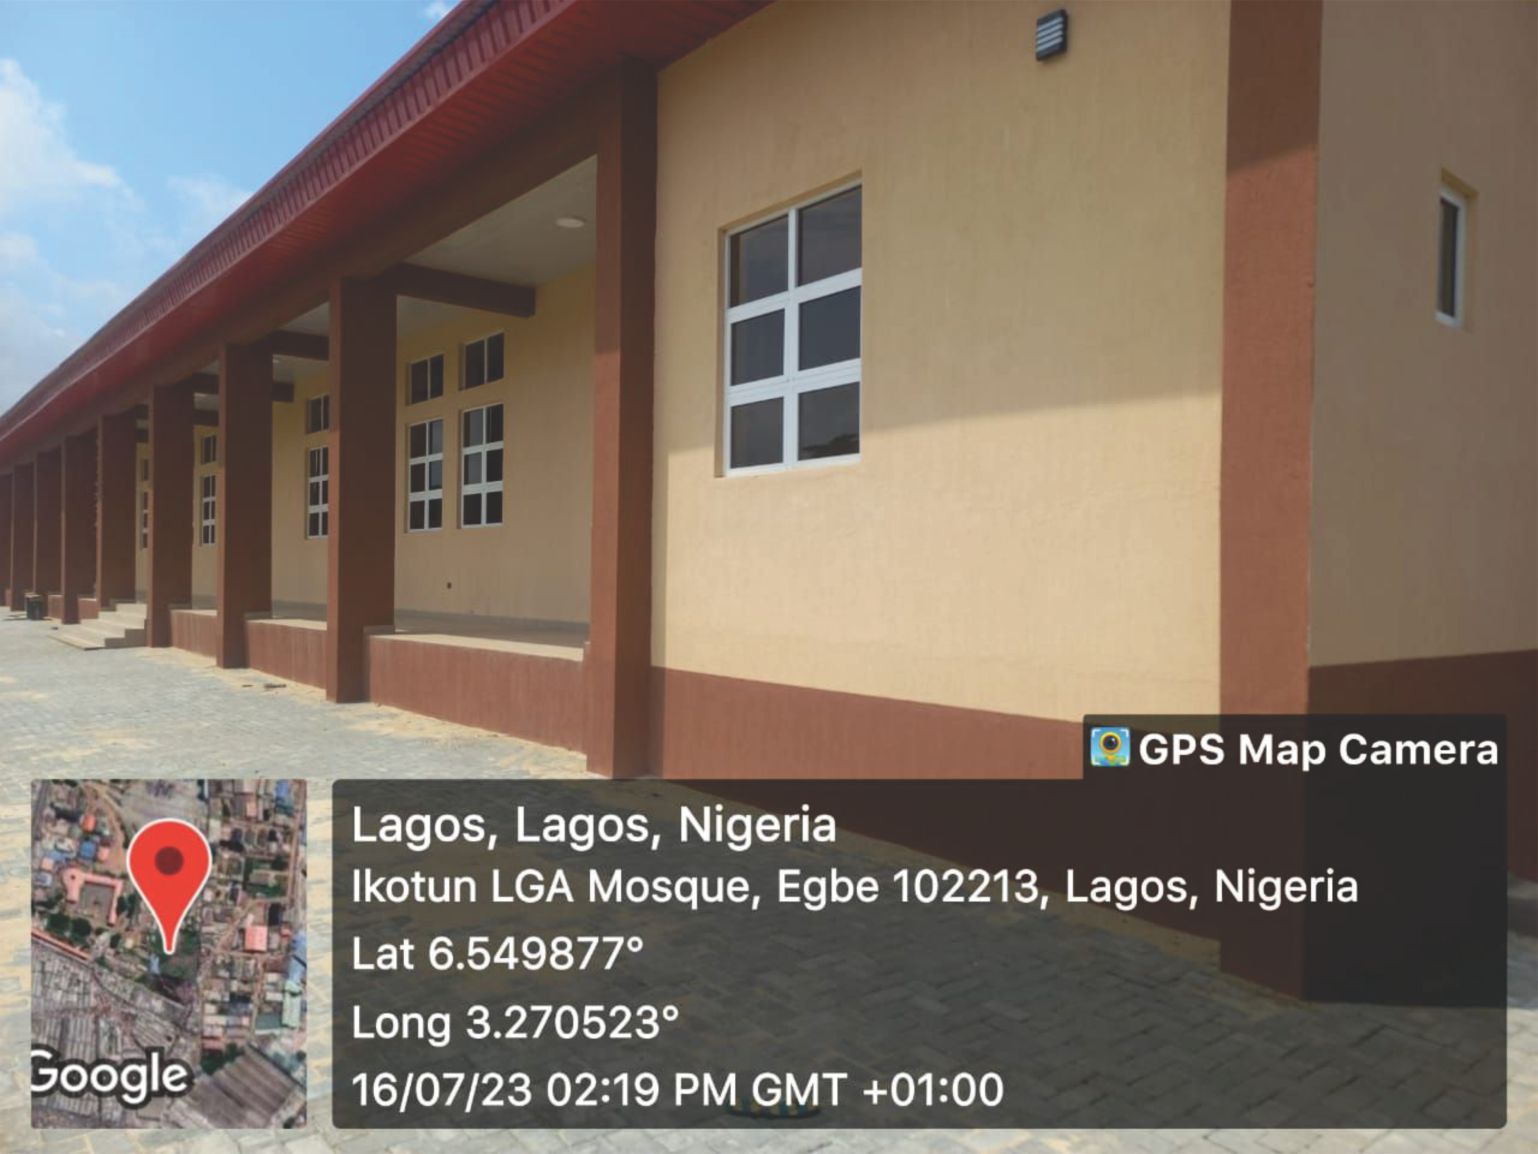 GPS Map Camera
Lagos, Lagos, Nigeria
Ikotun LGA Mosque, Egbe 102213, Lagos, Nigeria
Lat 6.549877°
Long 3.270523°
16/07/23 02:19 PM GMT +01:00
Google